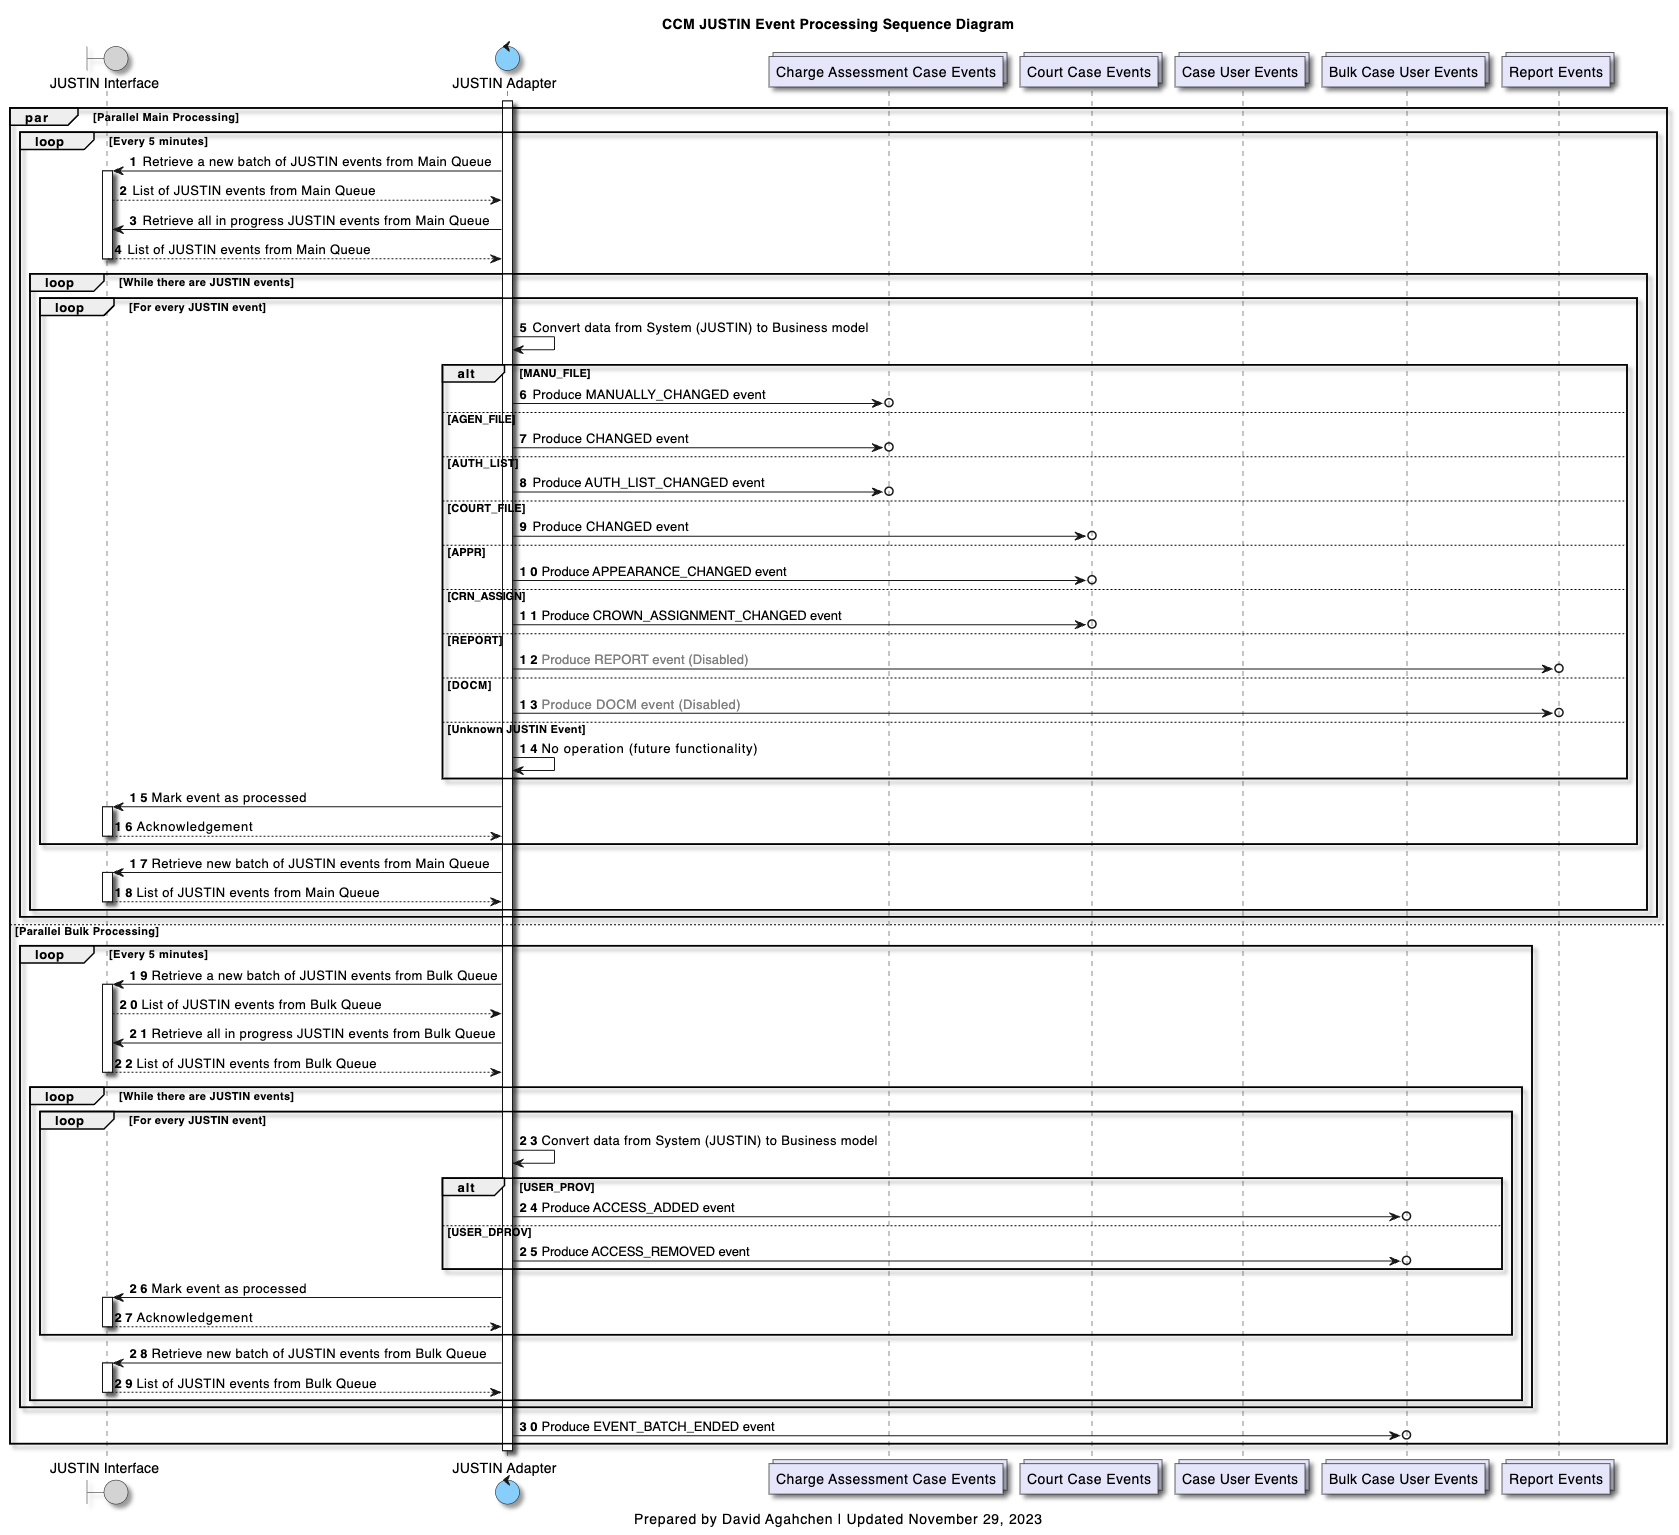 CCM JUSTIN Event Processing Sequence Diagram
JUSTIN Interface
JUSTIN Adapter
Charge Assessment Case Events
Court Case Events
Case User Events
Bulk Case User Events
Report Events
par [Parallel Main Processing]
loop [Every 5 minutes]
1 Retrieve a new batch of JUSTIN events from Main Queue
2 List of JUSTIN events from Main Queue
3 Retrieve all in progress JUSTIN events from Main Queue
4 List of JUSTIN events from Main Queue
loop [While there are JUSTIN events]
loop [For every JUSTIN event]
5 Convert data from System (JUSTIN) to Business model
alt [MANU_FILE]
6 Produce MANUALLY_CHANGED event
[AGEN_FILE]
7 Produce CHANGED event
[AUTH_LIST]
8 Produce AUTH_LIST_CHANGED event
[COURT_FILE]
9 Produce CHANGED event
[APPR]
10 Produce APPEARANCE_CHANGED event
[CRN_ASSIGN]
11 Produce CROWN_ASSIGNMENT_CHANGED event
[REPORT]
12 Produce REPORT event (Disabled)
[DOCM]
13 Produce DOCM event (Disabled)
[Unknown JUSTIN Event]
14 No operation (future functionality)
15 Mark event as processed
16 Acknowledgement
17 Retrieve new batch of JUSTIN events from Main Queue
18 List of JUSTIN events from Main Queue
[Parallel Bulk Processing]
loop [Every 5 minutes]
19 Retrieve a new batch of JUSTIN events from Bulk Queue
20 List of JUSTIN events from Bulk Queue
21 Retrieve all in progress JUSTIN events from Bulk Queue
22 List of JUSTIN events from Bulk Queue
loop [While there are JUSTIN events]
loop [For every JUSTIN event]
23 Convert data from System (JUSTIN) to Business model
alt [USER_PROV]
24 Produce ACCESS_ADDED event
[USER_DPROV]
25 Produce ACCESS_REMOVED event
26 Mark event as processed
27 Acknowledgement
28 Retrieve new batch of JUSTIN events from Bulk Queue
29 List of JUSTIN events from Bulk Queue
30 Produce EVENT_BATCH_ENDED event
JUSTIN Interface
JUSTIN Adapter
Charge Assessment Case Events
Court Case Events
Case User Events
Bulk Case User Events
Report Events
Prepared by David Agahchen | Updated November 29, 2023